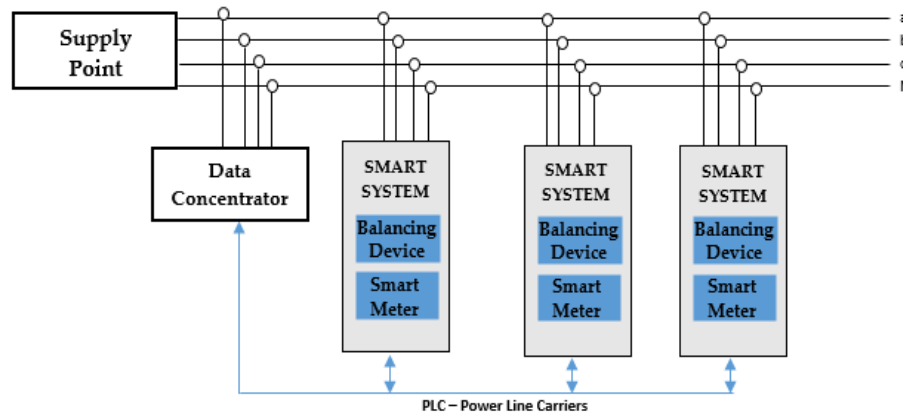 Supply
Point
a
b
c
Data
Concentrator
SMART
SYSTEM
Balancing
Device
Smart
Meter
SMART
SYSTEM
Balancing
Device
Smart
Meter
SMART
SYSTEM
Balancing
Device
Smart
Meter
PLC – Power Line Carriers